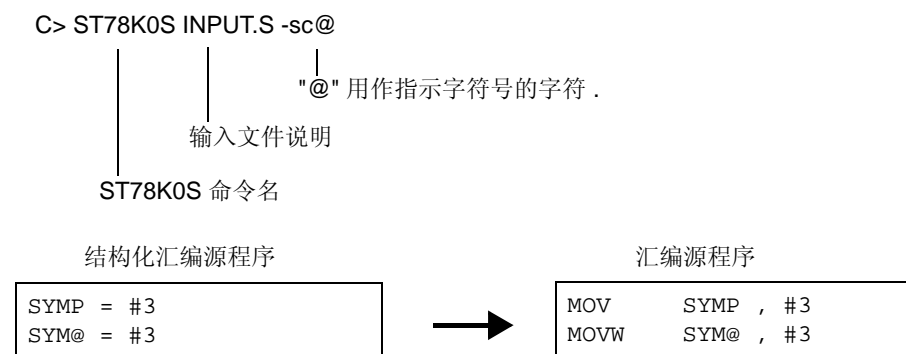 C> ST78K0S INPUT.S -sc@
"@" 用作指示字符号的字符 .
输入文件说明
ST78K0S 命令名
结构化汇编源程序
汇编源程序
SYMP = #3
SYM@ = #3
MOV SYMP , #3
MOVW SYM@ , #3